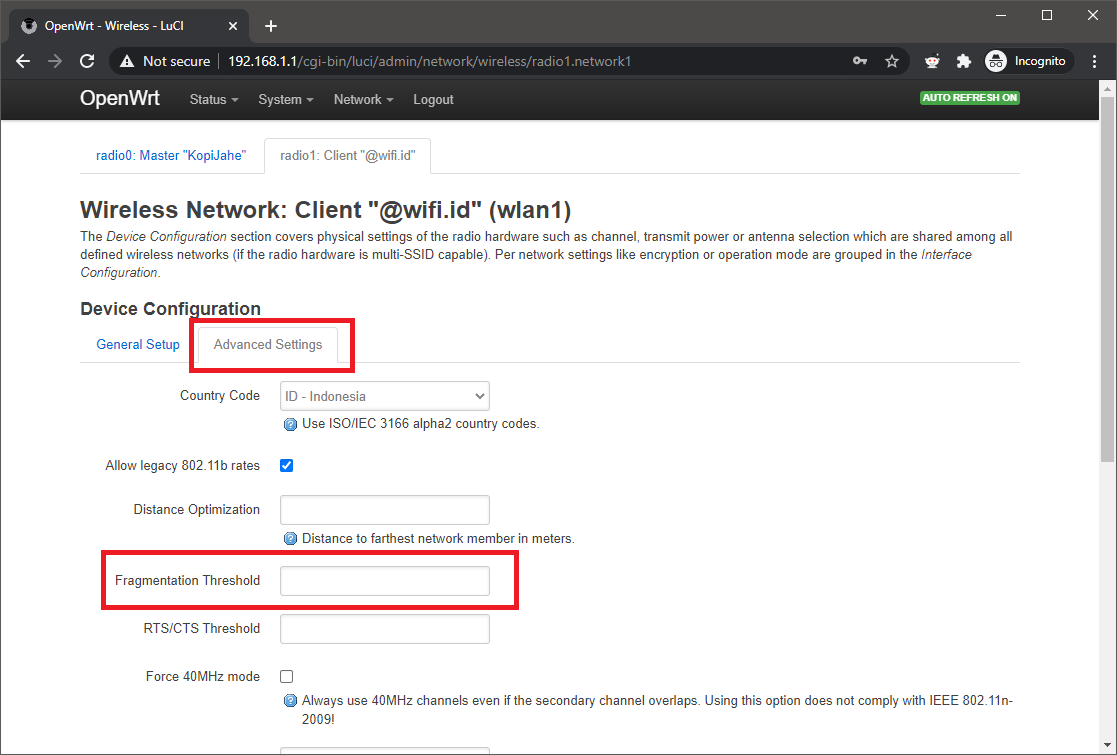 OpenWrt - Wireless - LuCI
Not secure
192.168.1.1/cgi-bin/luci/admin/network/wireless/radio1.network1
Incognito
OpenWrt
Status
System
Network
Logout
AUTO REFRESH ON
radio0: Master "KopiJahe"
radio1: Client "@wifi.id"
Wireless Network: Client "@wifi.id" (wlan1)
The Device Configuration section covers physical settings of the radio hardware such as channel, transmit power or antenna selection which are shared among all
defined wireless networks (if the radio hardware is multi-SSID capable). Per network settings like encryption or operation mode are grouped in the Interface
Configuration.
Device Configuration
General Setup
Advanced Settings
Country Code
ID - Indonesia
Use ISO/IEC 3166 alpha2 country codes.
Allow legacy 802.11b rates
Distance Optimization
Distance to farthest network member in meters.
Fragmentation Threshold
RTS/CTS Threshold
Force 40MHz mode
Always use 40MHz channels even if the secondary channel overlaps. Using this option does not comply with IEEE 802.11n-
2009!